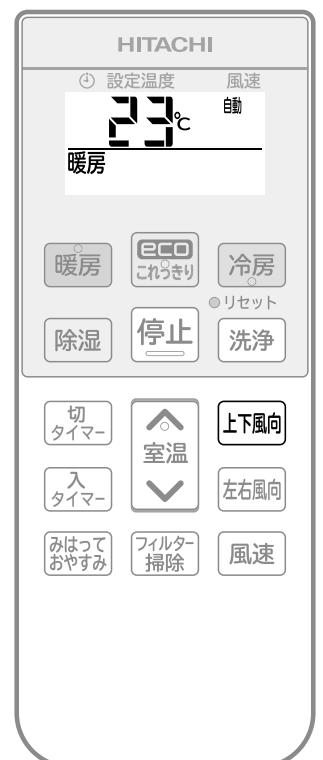 HITACHI
設定温度 風速
23℃ 自動
暖房
暖房 eco これっきり 冷房
リセット
除湿 停止 洗浄
切タイマー 室温 上下風向
入タイマー 左右風向
みはっておやすみ フィルター掃除 風速